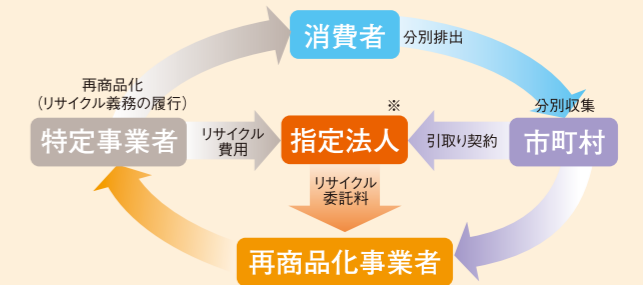 消費者
分別排出
再商品化
(リサイクル義務の履行)
※
分別収集
特定事業者
リサイクル
費用
指定法人
引取り契約
市町村
リサイクル
委託料
再商品化事業者